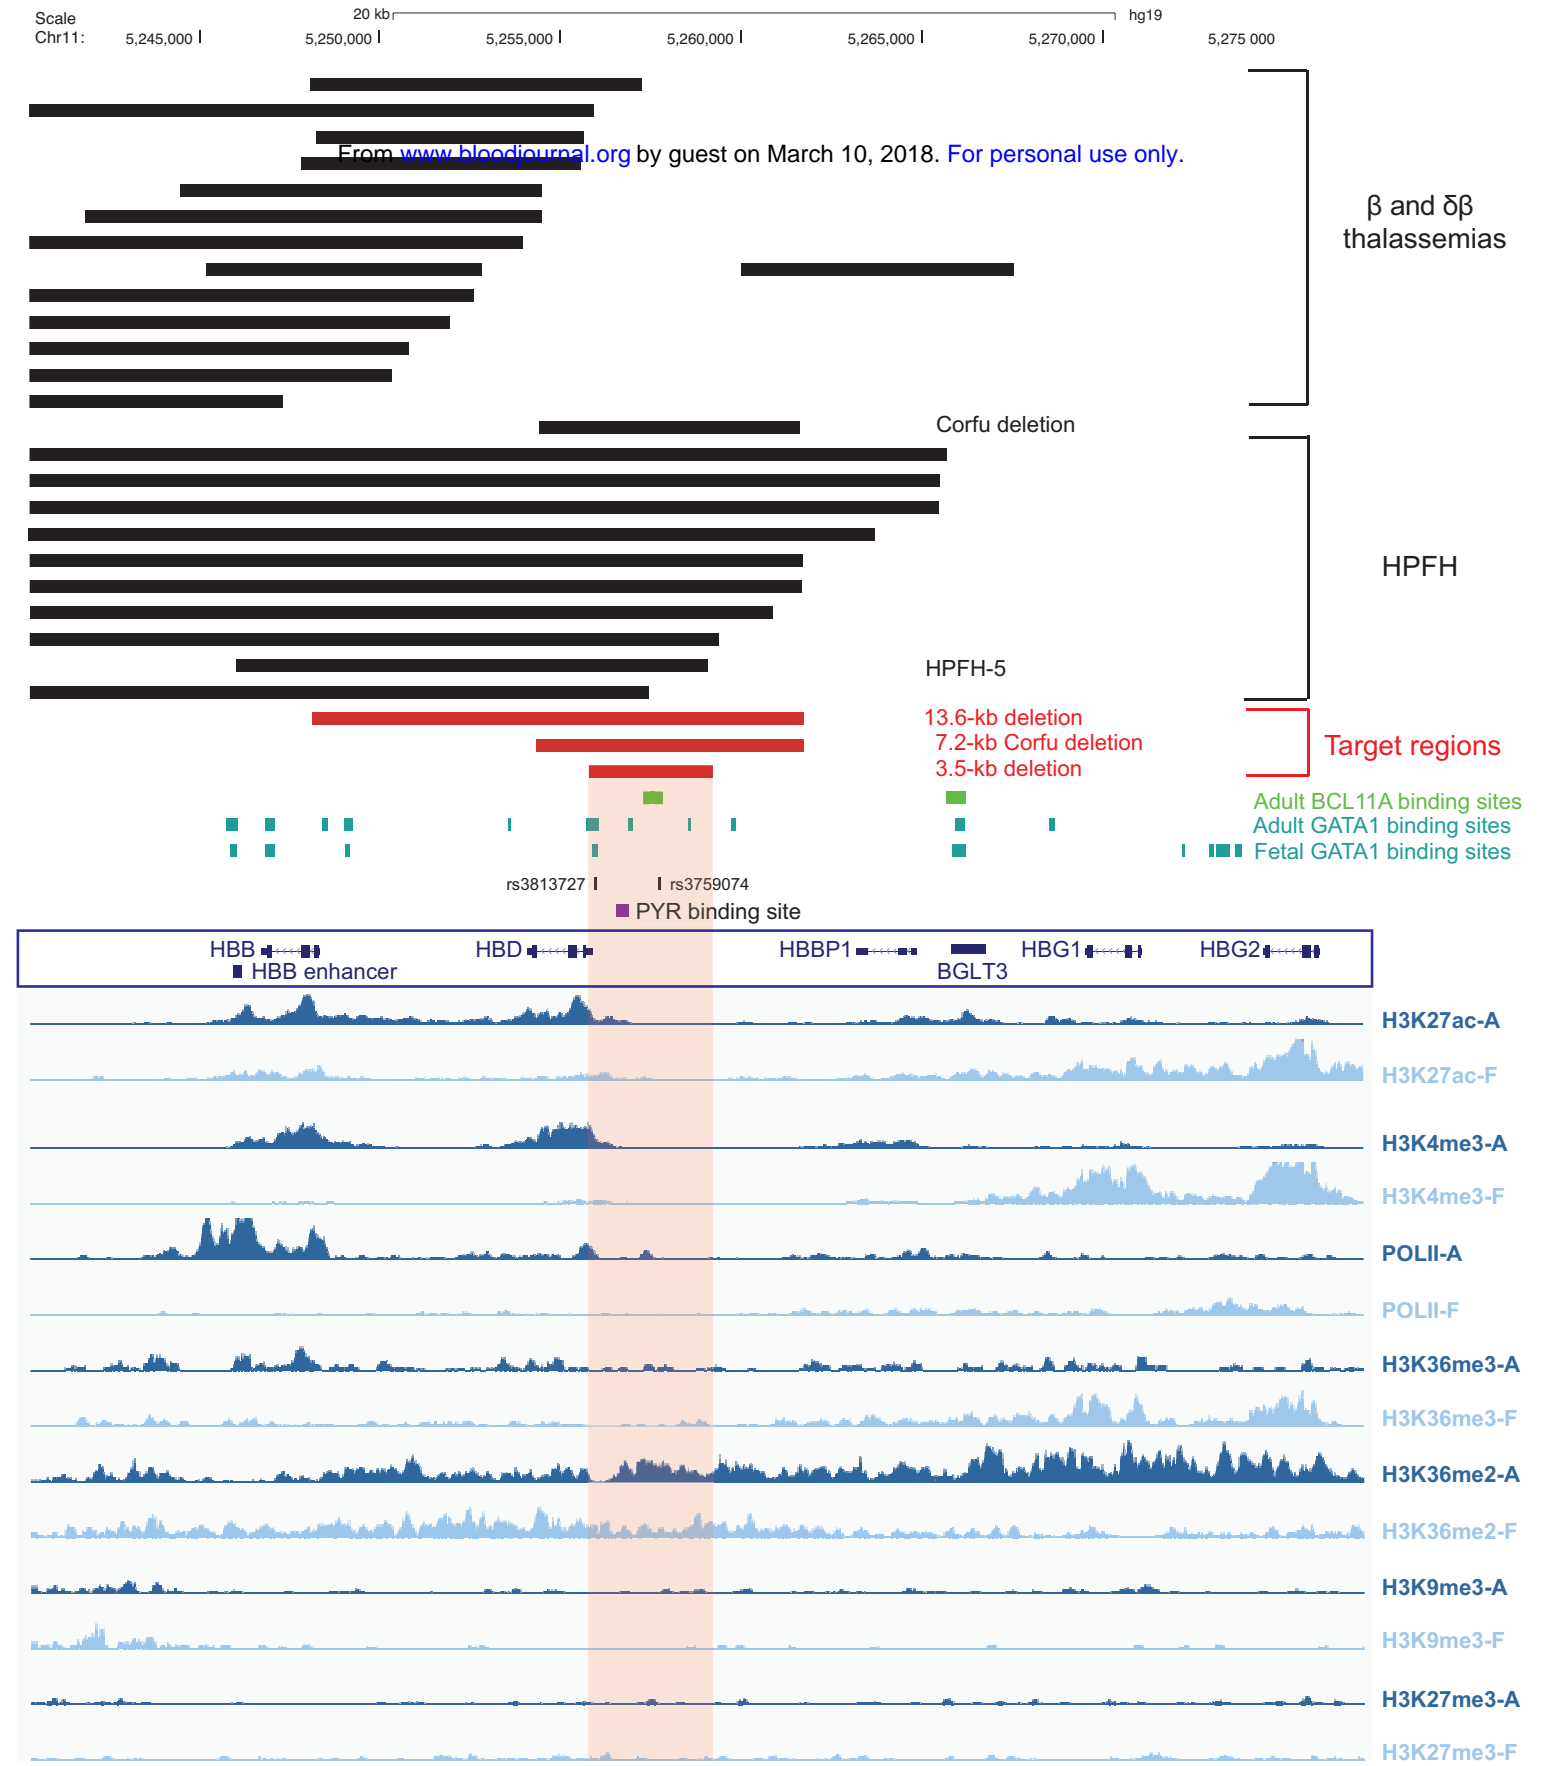 Scale 20 kb hg19
Chr11: 5,245,000 5,250,000 5,255,000 5,260,000 5,265,000 5,270,000 5,275 000
From www.bloodjournal.org by guest on March 10, 2018. For personal use only.
β and δβ
thalassemias
Corfu deletion
HPFH
HPFH-5
13.6-kb deletion
7.2-kb Corfu deletion
3.5-kb deletion
Target regions
Adult BCL11A binding sites
Adult GATA1 binding sites
Fetal GATA1 binding sites
rs3813727 rs3759074
PYR binding site
HBB HBD HBBP1 HBG1 HBG2
HBB enhancer BGLT3
H3K27ac-A
H3K27ac-F
H3K4me3-A
H3K4me3-F
POLII-A
POLII-F
H3K36me3-A
H3K36me3-F
H3K36me2-A
H3K36me2-F
H3K9me3-A
H3K9me3-F
H3K27me3-A
H3K27me3-F